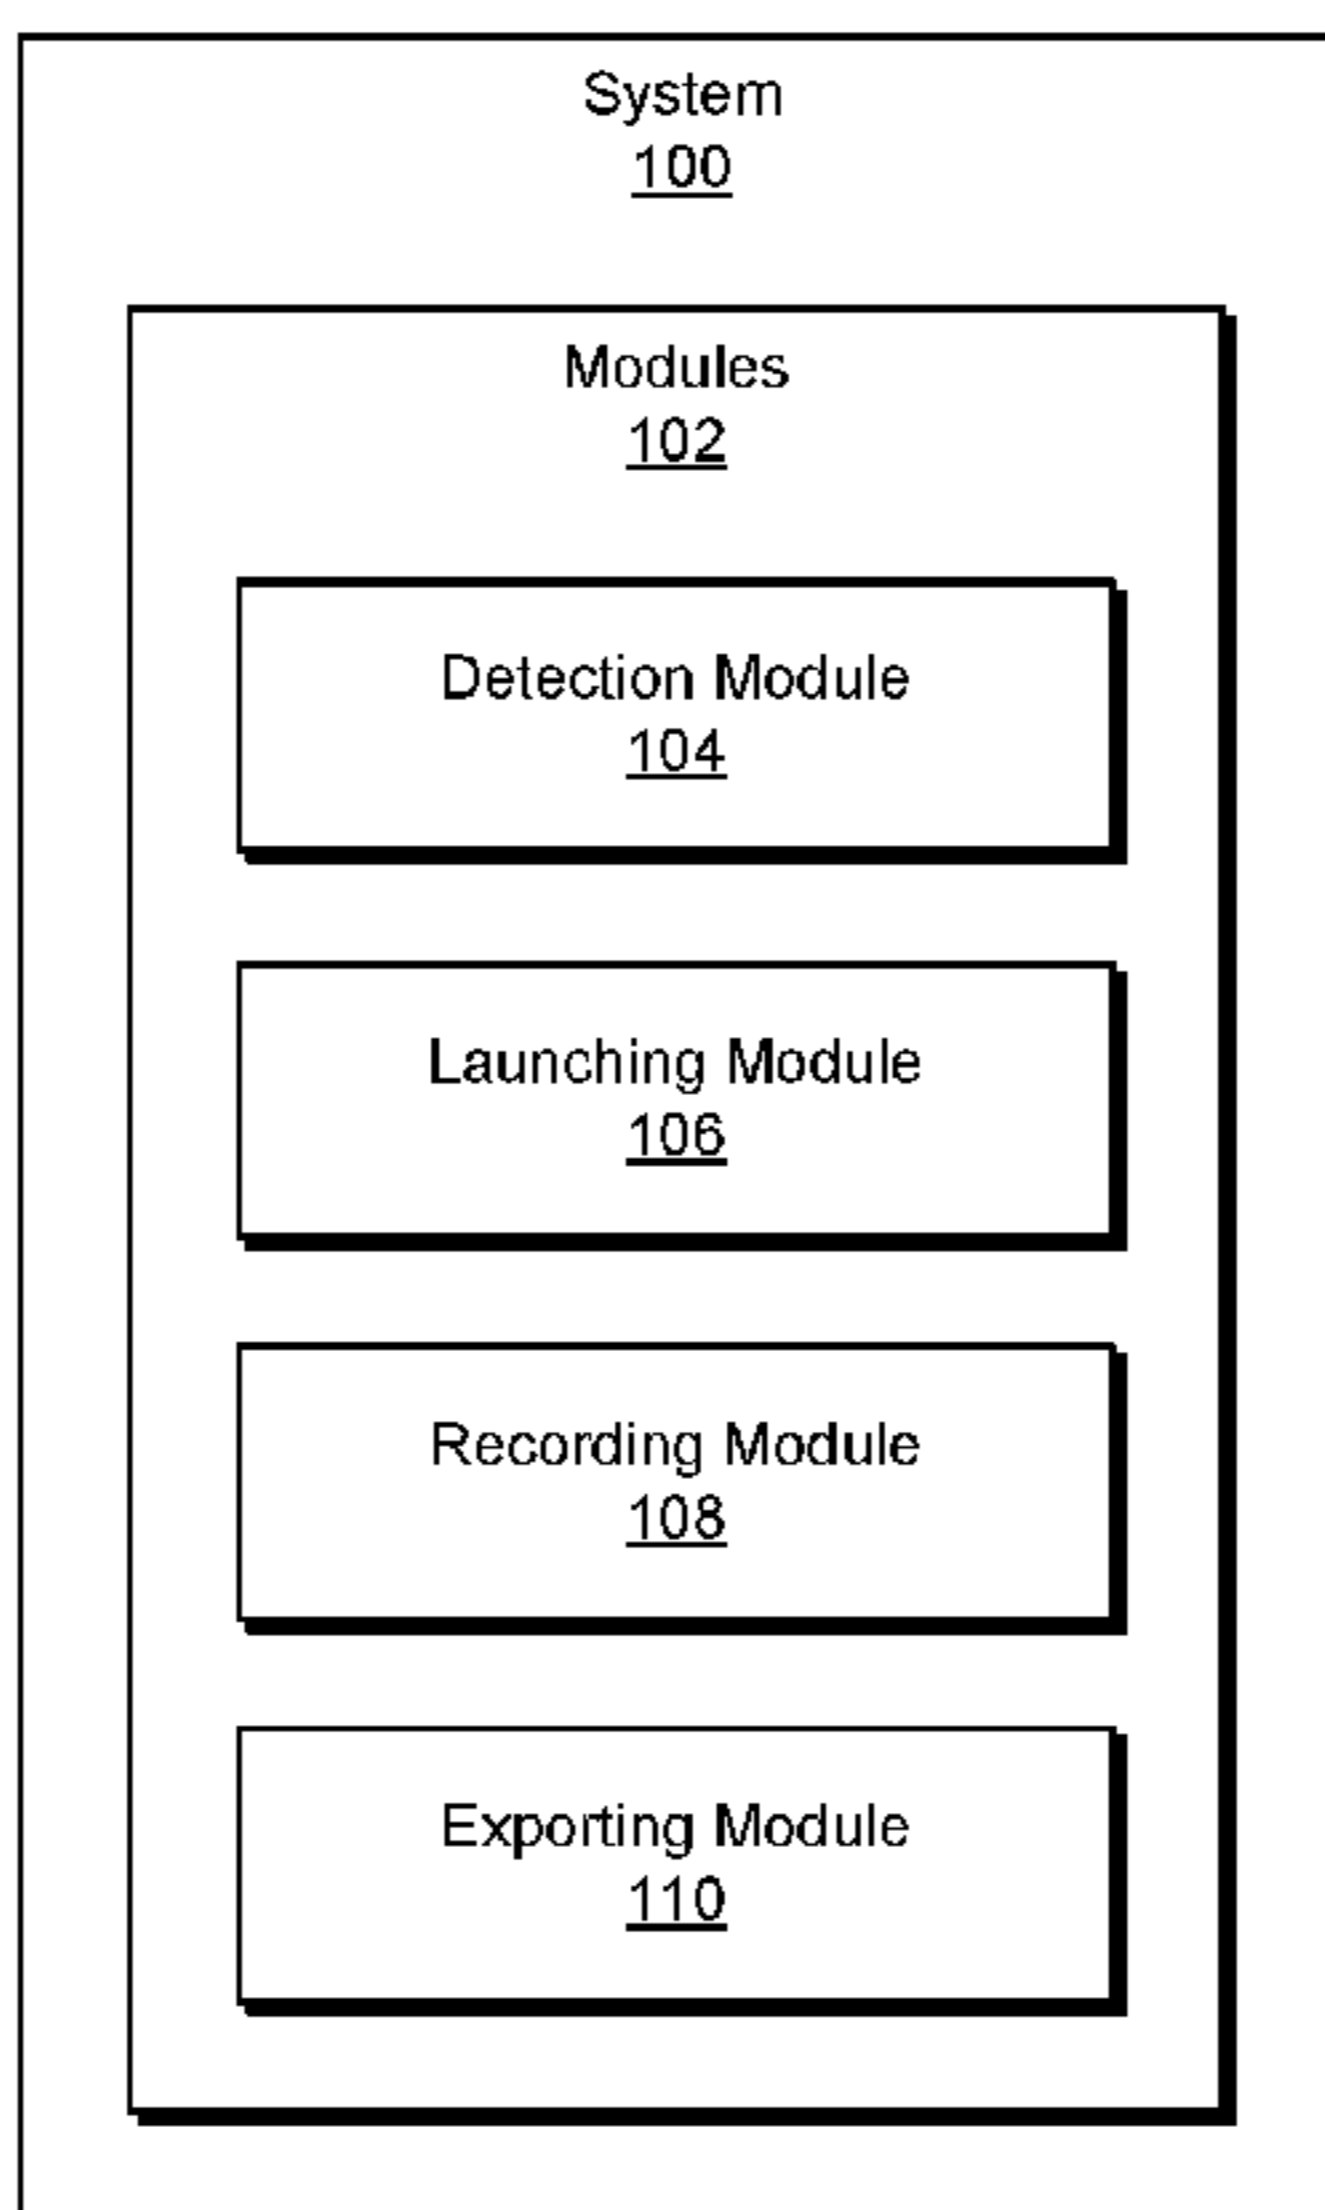 System
100
Modules
102
Detection Module
104
Launching Module
106
Recording Module
108
Exporting Module
110